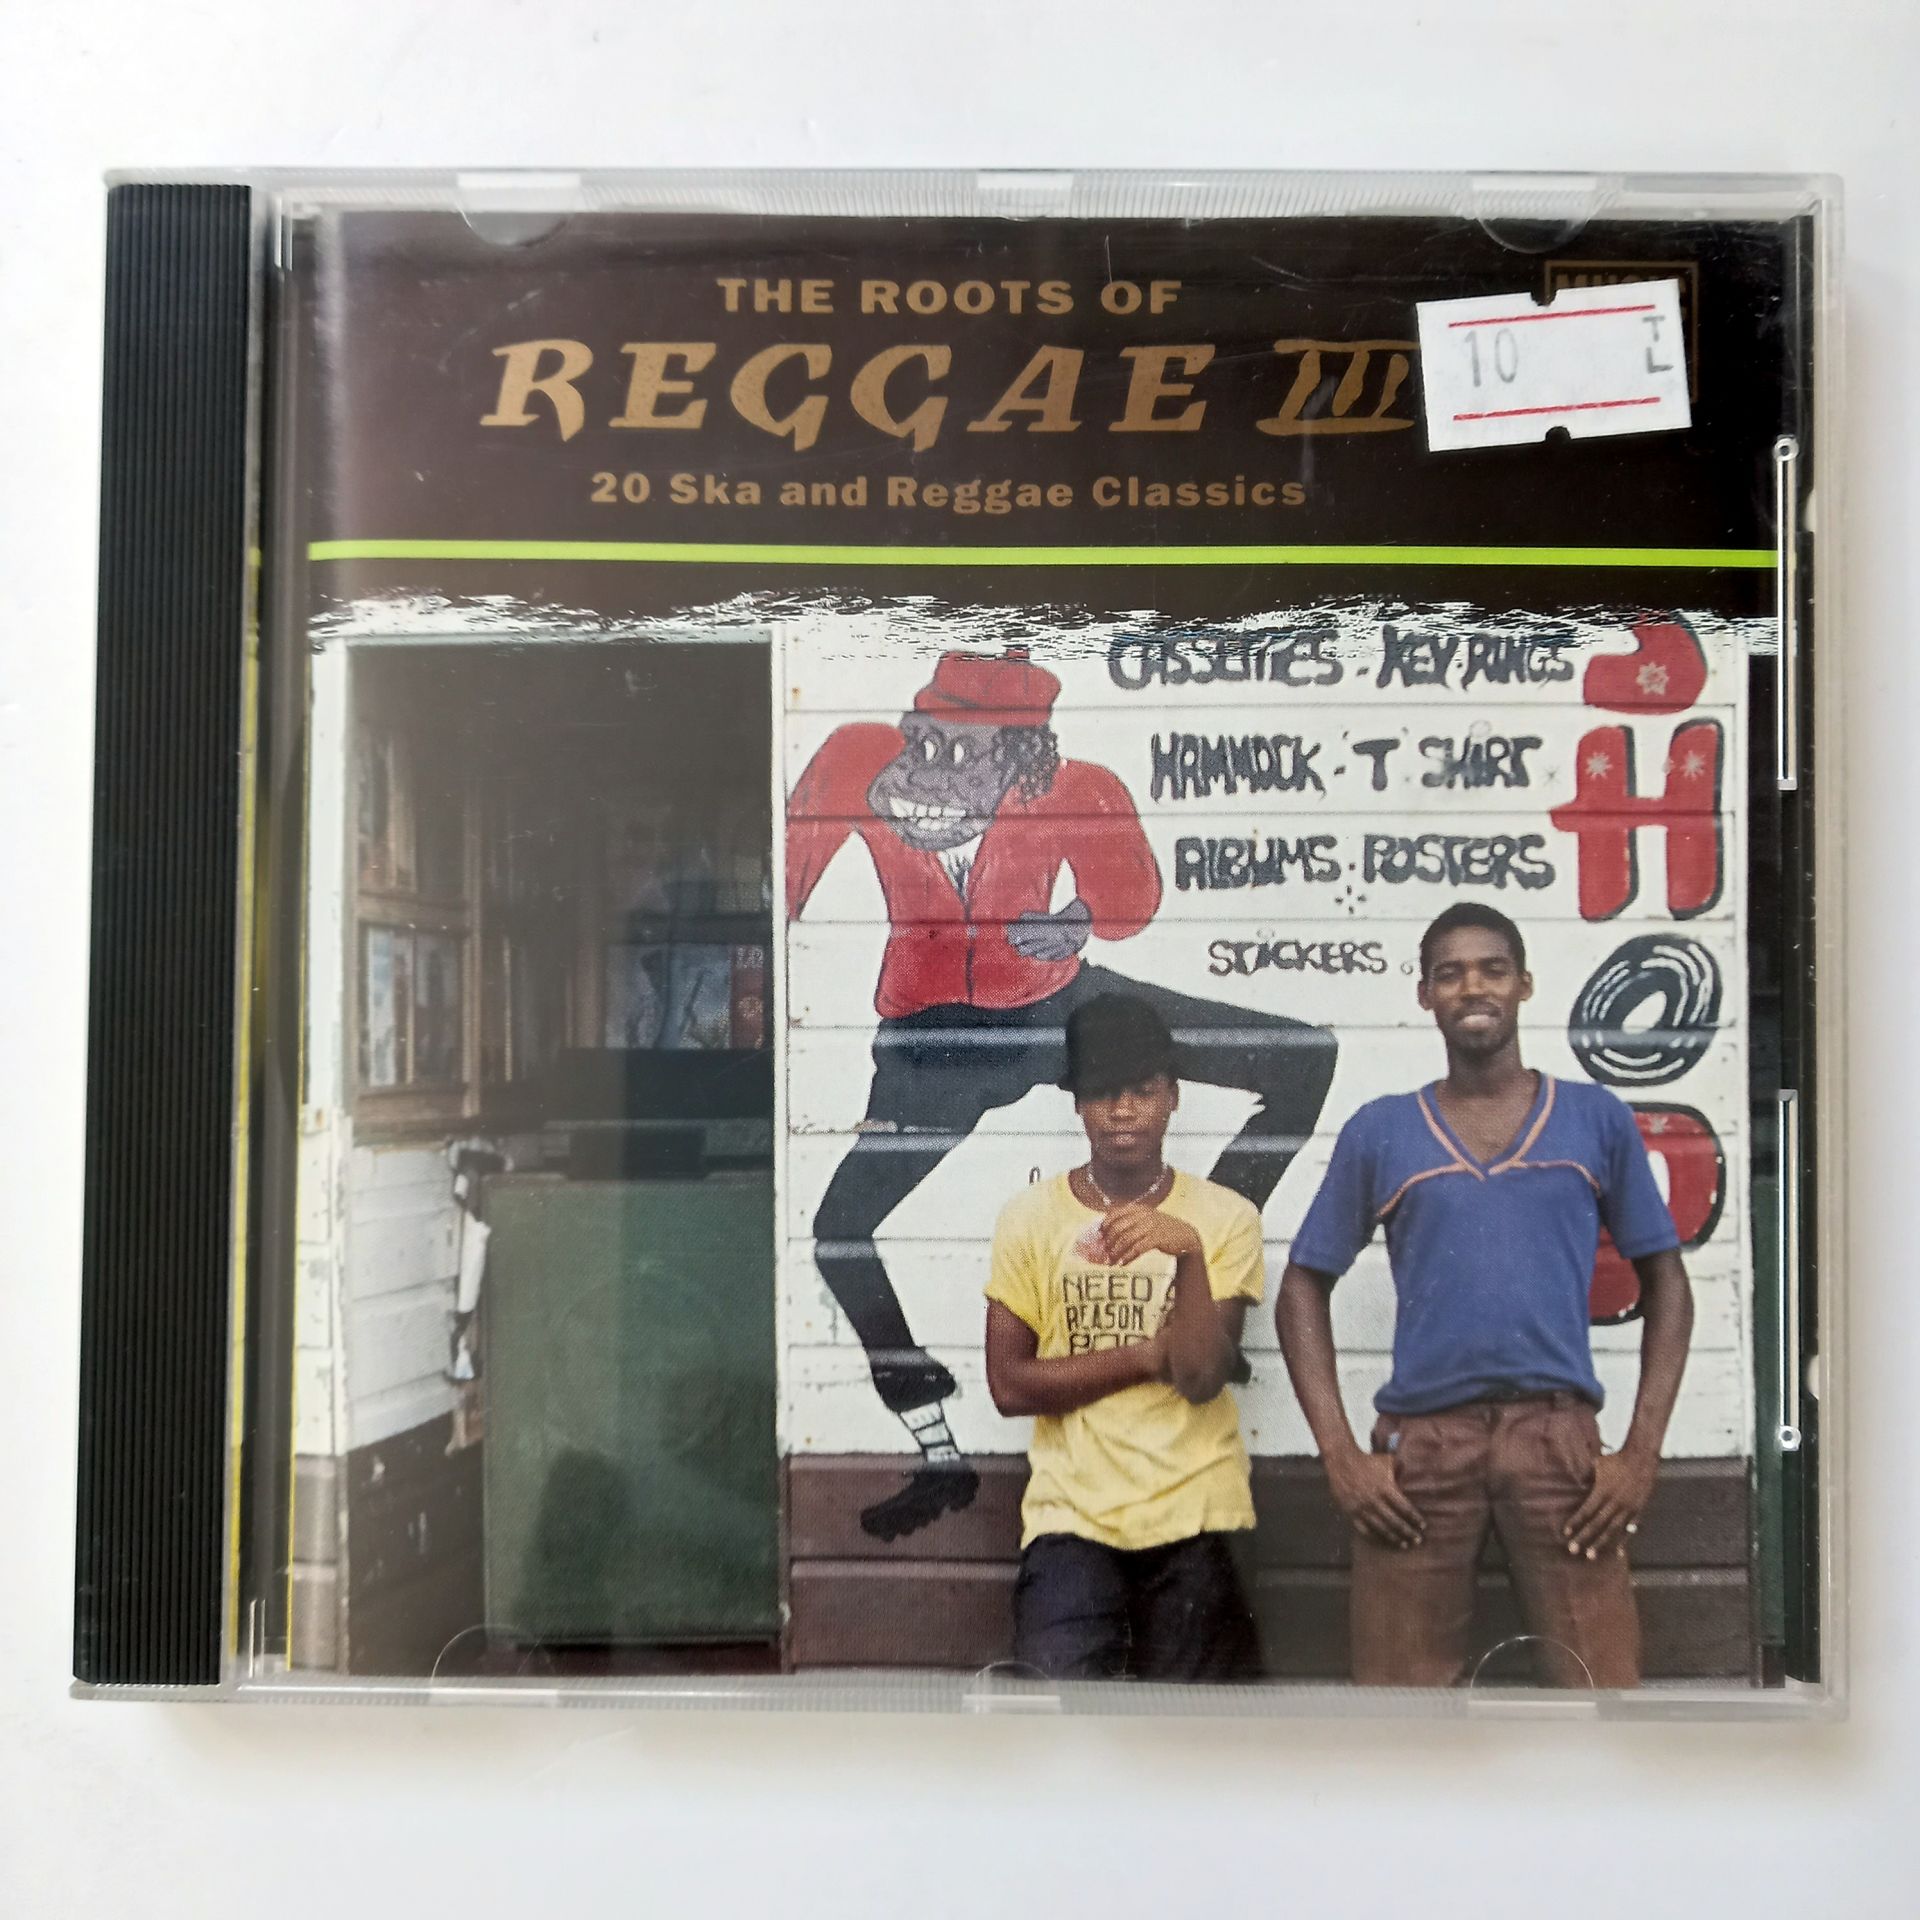 THE ROOTS OF
REGGAE III
20 Ska and Reggae Classics
10 TL
CASSETTES - KEY-RINGS
HAMMOCK - 'T' SHIRT
ALBUMS - POSTERS
STICKERS
NEED A
REASON